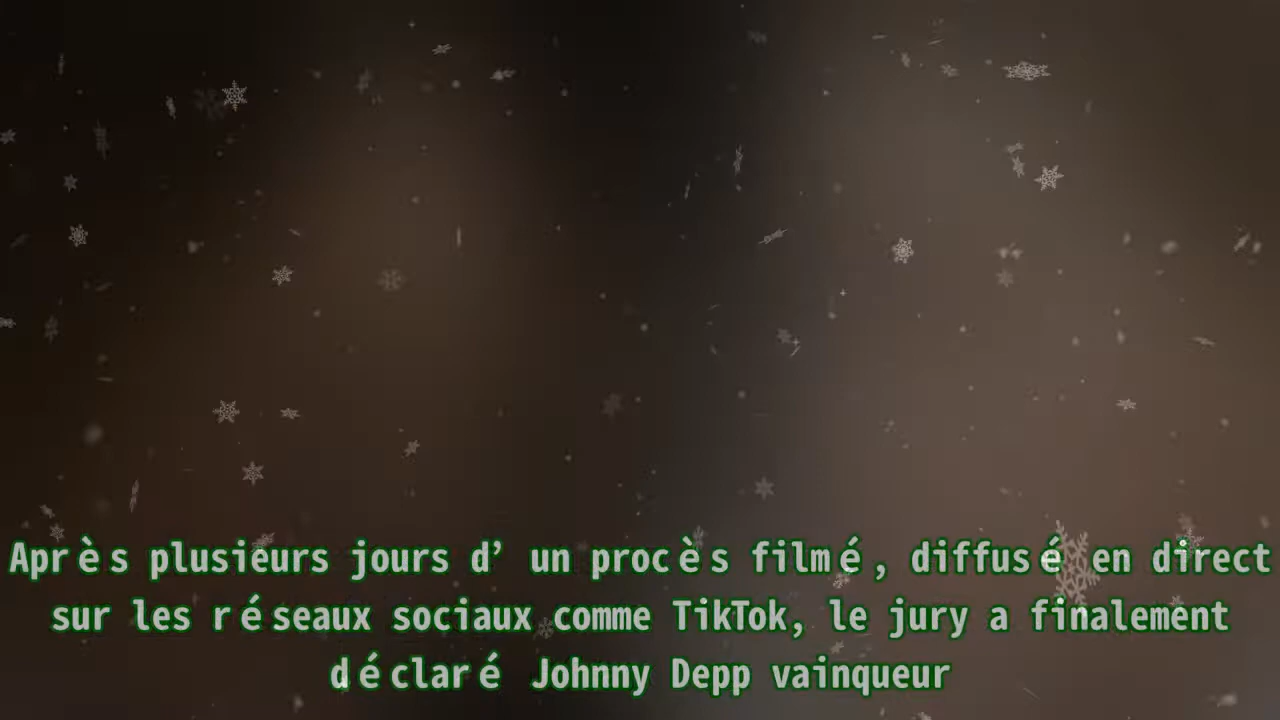 Après plusieurs jours d’ un procès filmé, diffusé en direct
sur les réseaux sociaux comme TikTok, le jury a finalement
déclaré Johnny Depp vainqueur